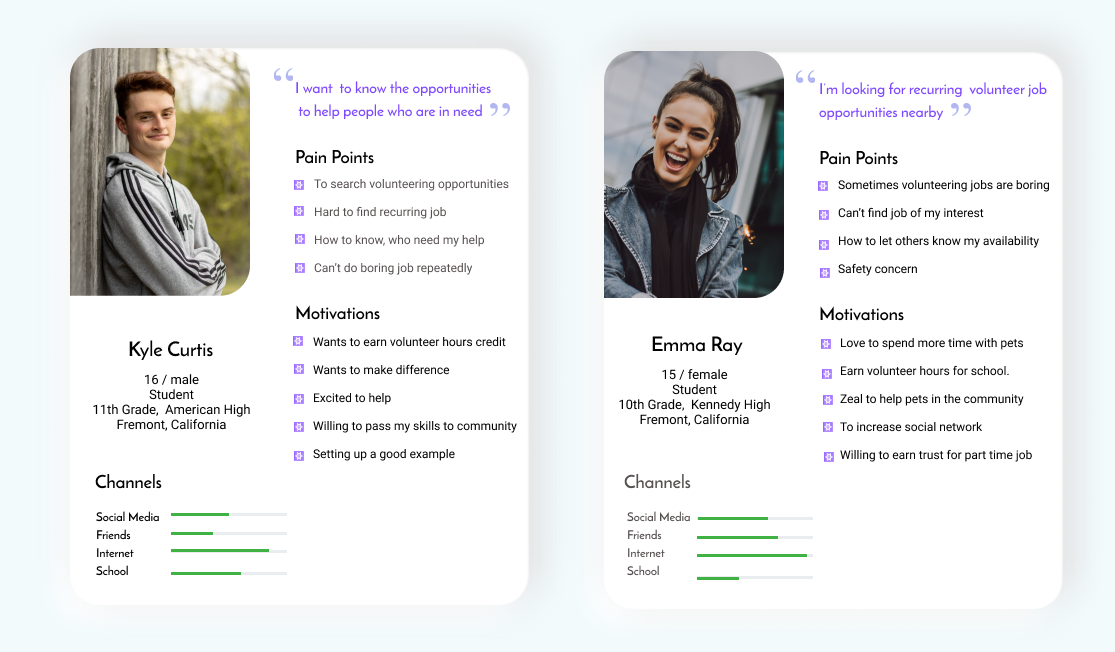 “ I want  to know the opportunities
to help people who are in need ”
Pain Points
To search volunteering opportunities
Hard to find recurring job
How to know, who need my help
Can't do boring job repeatedly
Motivations
Wants to earn volunteer hours credit
Wants to make difference
Excited to help
Willing to pass my skills to community
Setting up a good example
Kyle Curtis
16 / male
Student
11th Grade,  American High
Fremont, California
Channels
Social Media
Friends
Internet
School
“ I'm looking for recurring  volunteer job
opportunities nearby ”
Pain Points
Sometimes volunteering jobs are boring
Can't find job of my interest
How to let others know my availability
Safety concern
Motivations
Love to spend more time with pets
Earn volunteer hours for school.
Zeal to help pets in the community
To increase social network
Willing to earn trust for part time job
Emma Ray
15 / female
Student
10th Grade,  Kennedy High
Fremont, California
Channels
Social Media
Friends
Internet
School